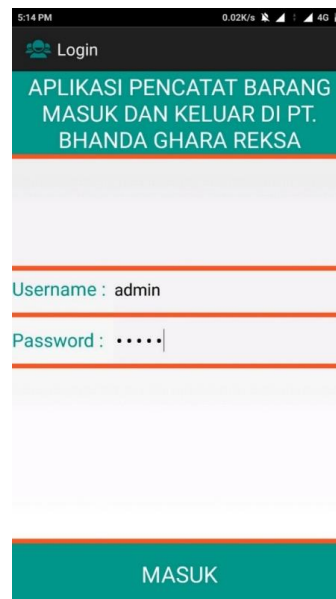 5:14 PM 0.02K/s 4G
Login
APLIKASI PENCATAT BARANG
MASUK DAN KELUAR DI PT.
BHANDA GHARA REKSA
Username : admin
Password : •••••
MASUK